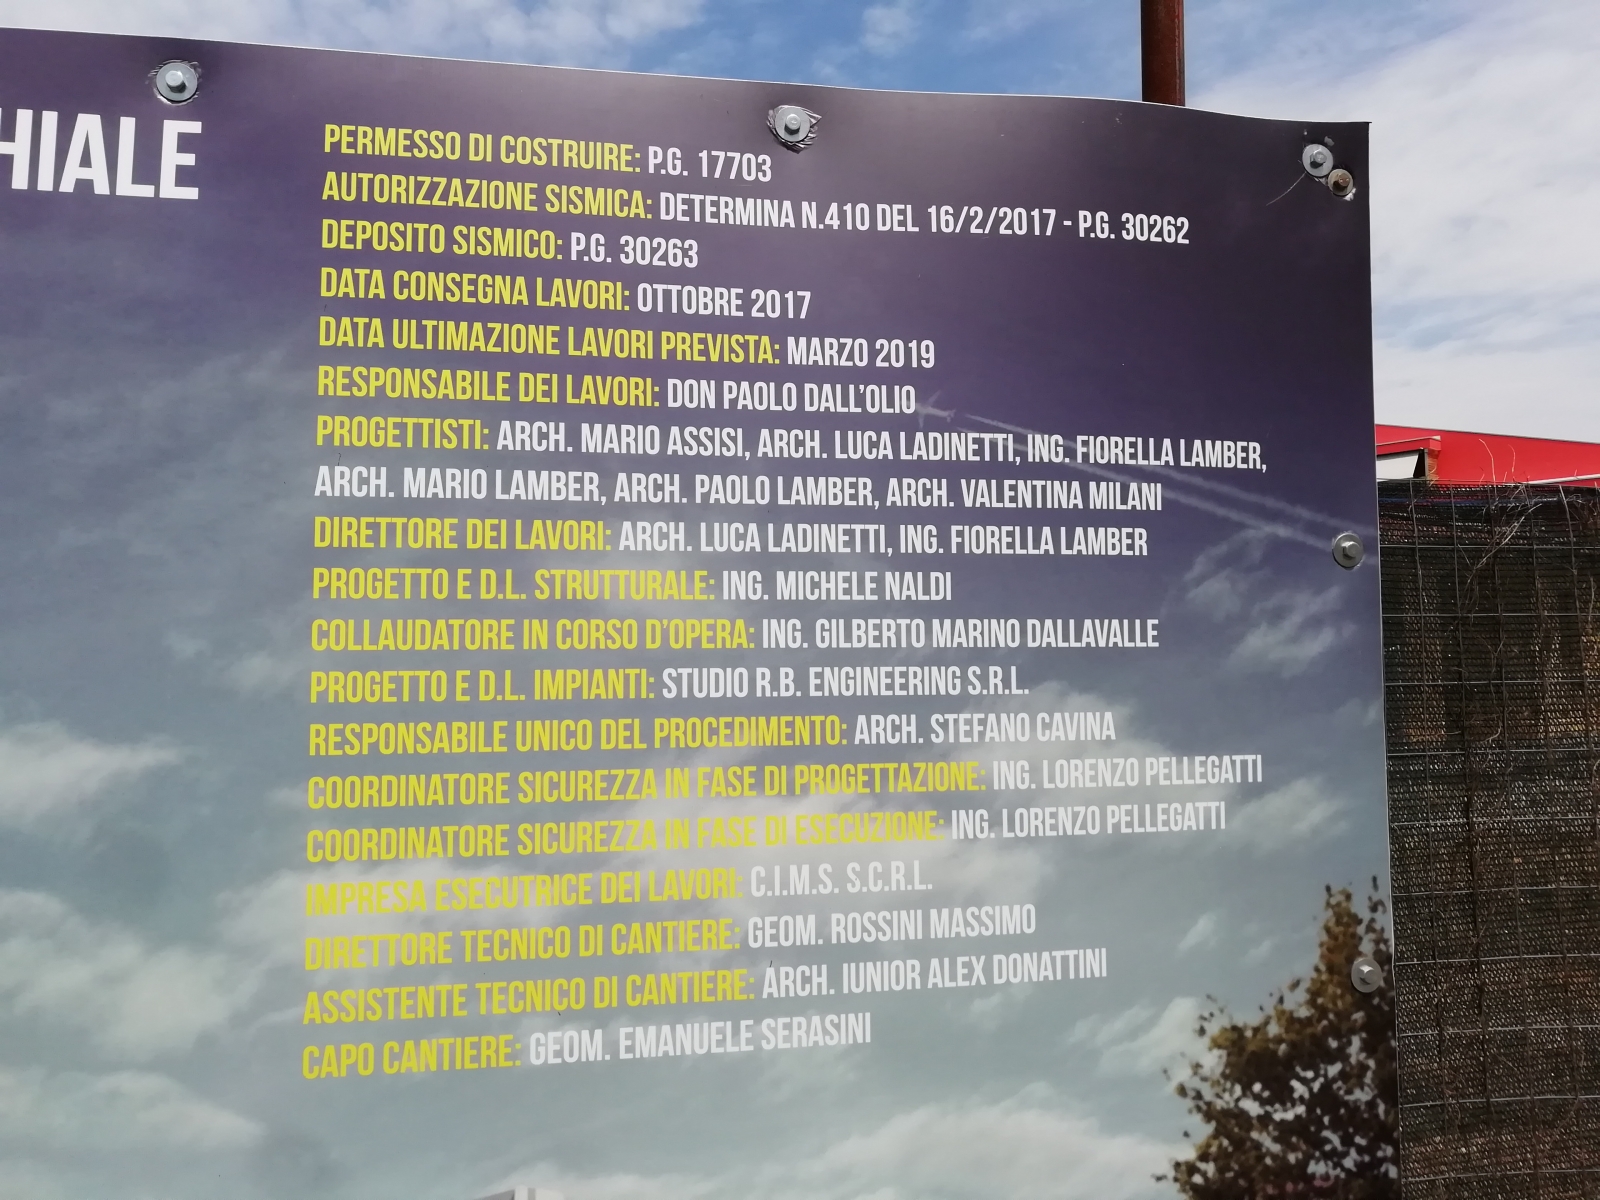 HIALE
PERMESSO DI COSTRUIRE: P.G. 17703
AUTORIZZAZIONE SISMICA: DETERMINA N.410 DEL 16/2/2017 - P.G. 30262
DEPOSITO SISMICO: P.G. 30263
DATA CONSEGNA LAVORI: OTTOBRE 2017
DATA ULTIMAZIONE LAVORI PREVISTA: MARZO 2019
RESPONSABILE DEI LAVORI: DON PAOLO DALL'OLIO
PROGETTISTI: ARCH. MARIO ASSISI, ARCH. LUCA LADINETTI, ING. FIORELLA LAMBER,
ARCH. MARIO LAMBER, ARCH. PAOLO LAMBER, ARCH. VALENTINA MILANI
DIRETTORE DEI LAVORI: ARCH. LUCA LADINETTI, ING. FIORELLA LAMBER
PROGETTO E D.L. STRUTTURALE: ING. MICHELE NALDI
COLLAUDATORE IN CORSO D'OPERA: ING. GILBERTO MARINO DALLAVALLE
PROGETTO E D.L. IMPIANTI: STUDIO R.B. ENGINEERING S.R.L.
RESPONSABILE UNICO DEL PROCEDIMENTO: ARCH. STEFANO CAVINA
COORDINATORE SICUREZZA IN FASE DI PROGETTAZIONE: ING. LORENZO PELLEGATTI
COORDINATORE SICUREZZA IN FASE DI ESECUZIONE: ING. LORENZO PELLEGATTI
IMPRESA ESECUTRICE DEI LAVORI: C.I.M.S. S.C.R.L.
DIRETTORE TECNICO DI CANTIERE: GEOM. ROSSINI MASSIMO
ASSISTENTE TECNICO DI CANTIERE: ARCH. IUNIOR ALEX DONATTINI
CAPO CANTIERE: GEOM. EMANUELE SERASINI